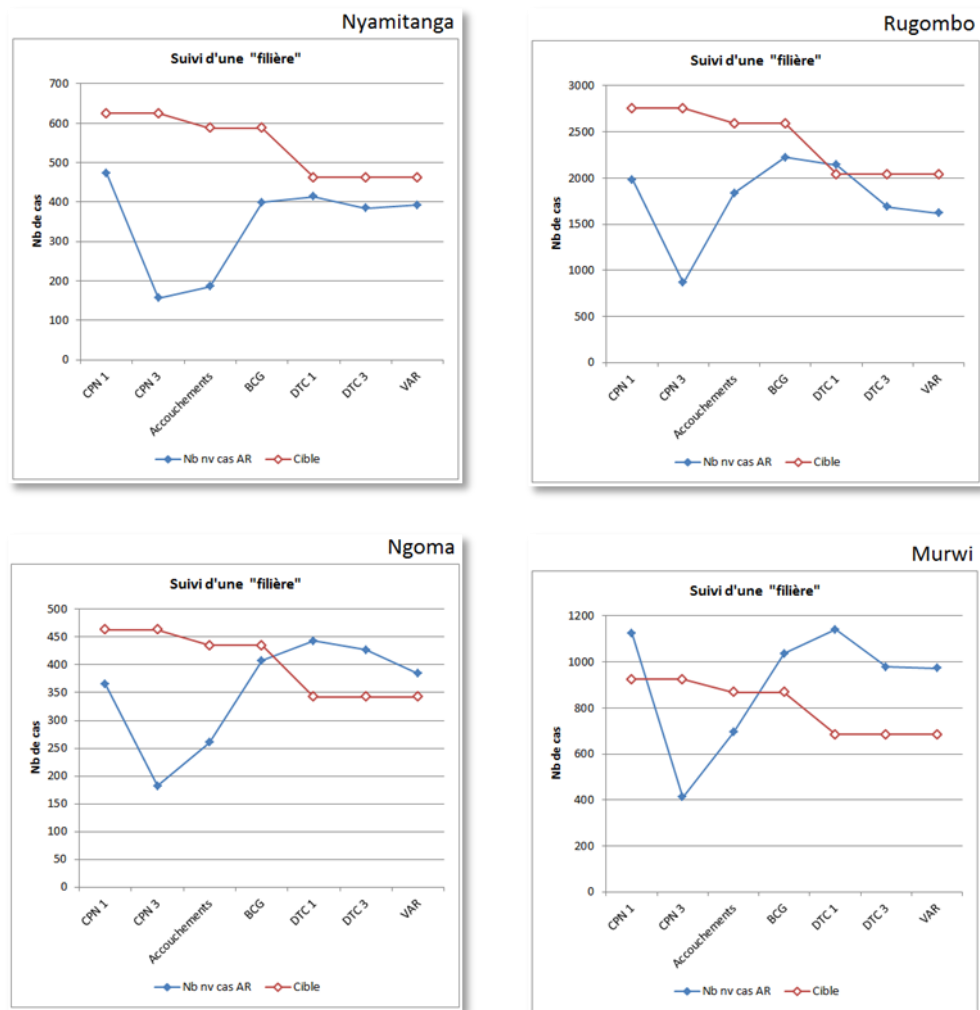 Nyamitanga
Suivi d'une "filière"
700
600
500
400
300
200
100
0
Nb de cas
CPN 1
CPN 3
Accouchements
BCG
DTC 1
DTC 3
VAR
Nb nv cas AR
Cible
Rugombo
Suivi d'une "filière"
3000
2500
2000
1500
1000
500
0
Nb de cas
CPN 1
CPN 3
Accouchements
BCG
DTC 1
DTC 3
VAR
Nb nv cas AR
Cible
Ngoma
Suivi d'une "filière"
500
450
400
350
300
250
200
150
100
50
0
Nb de cas
CPN 1
CPN 3
Accouchements
BCG
DTC 1
DTC 3
VAR
Nb nv cas AR
Cible
Murwi
Suivi d'une "filière"
1200
1000
800
600
400
200
0
Nb de cas
CPN 1
CPN 3
Accouchements
BCG
DTC 1
DTC 3
VAR
Nb nv cas AR
Cible